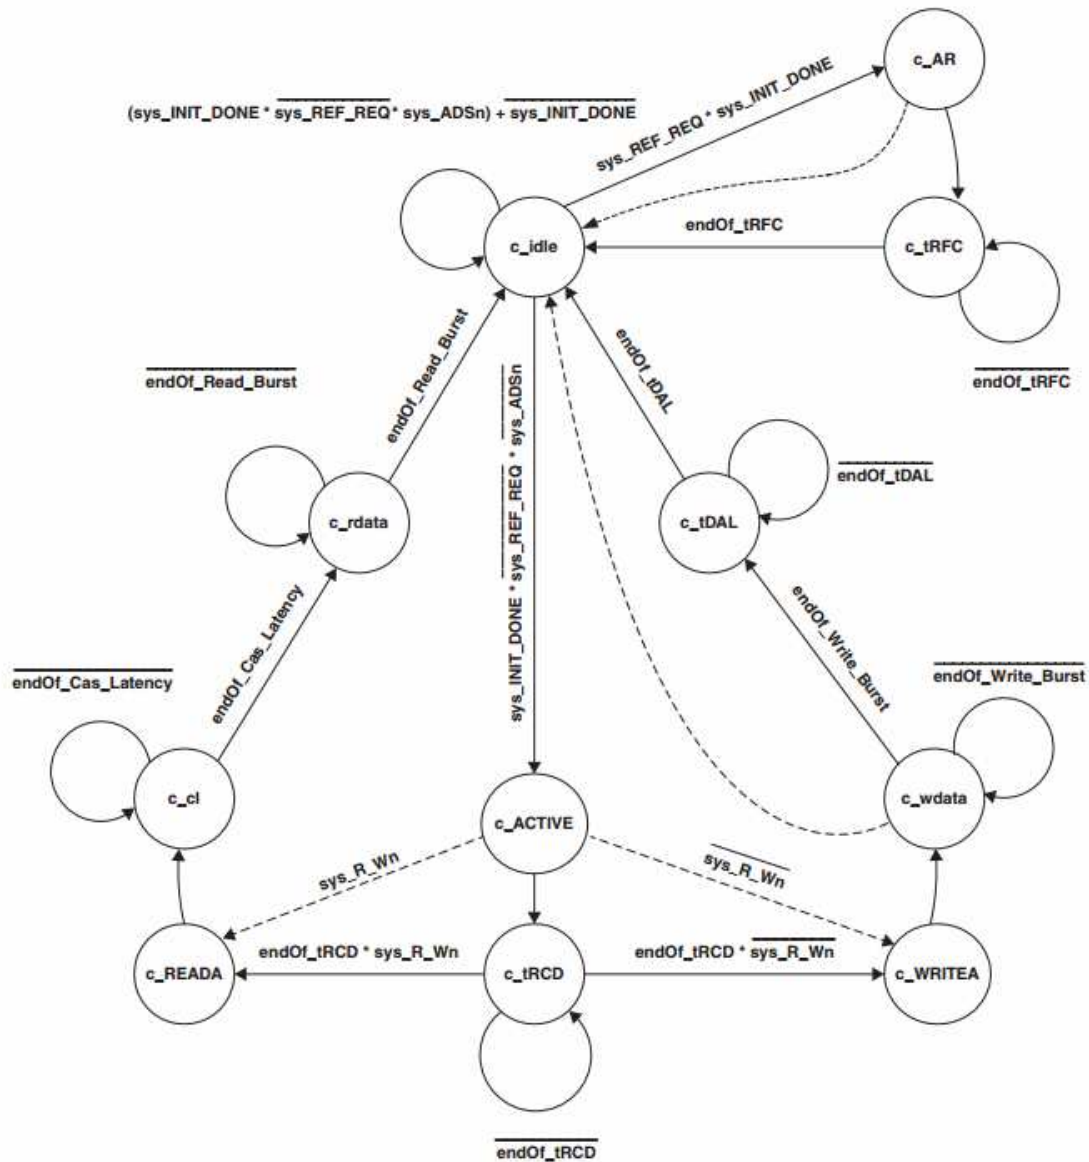 c_AR
(sys_INIT_DONE * sys_REF_REQ * sys_ADSn) + sys_INIT_DONE
sys_REF_REQ * sys_INIT_DONE
c_idle
endOf_tRFC
c_tRFC
endOf_tRFC
endOf_Read_Burst
endOf_Read_Burst
sys_INIT_DONE * sys_REF_REQ * sys_ADSn
endOf_tDAL
endOf_tDAL
c_rdata
c_tDAL
endOf_Cas_Latency
endOf_Cas_Latency
endOf_Write_Burst
endOf_Write_Burst
c_cl
c_ACTIVE
c_wdata
sys_R_Wn
sys_R_Wn
c_READA
endOf_tRCD * sys_R_Wn
c_tRCD
endOf_tRCD * sys_R_Wn
c_WRITEA
endOf_tRCD